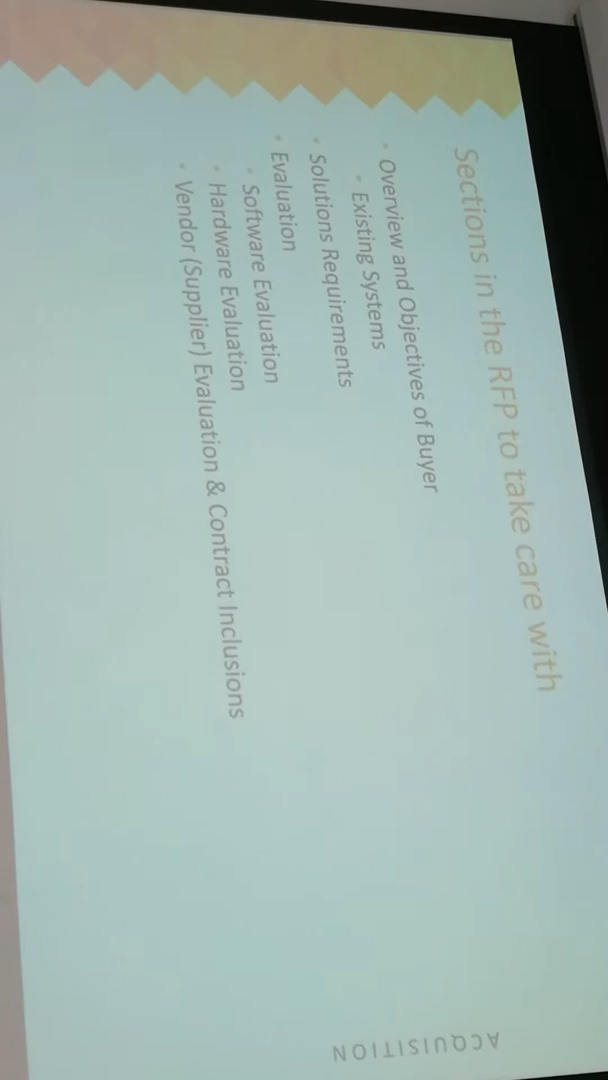 Sections in the RFP to take care with
Overview and Objectives of Buyer
Existing Systems
Solutions Requirements
Evaluation
Software Evaluation
Hardware Evaluation
Vendor (Supplier) Evaluation & Contract Inclusions
ACQUISITION